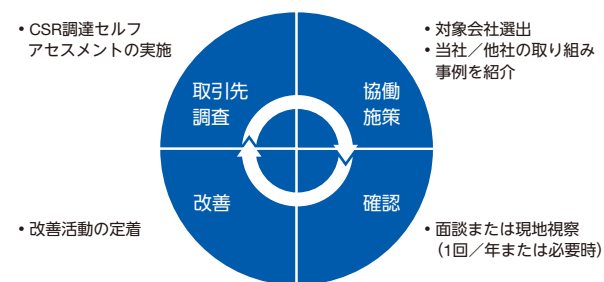 • CSR調達セルフ
アセスメントの実施
• 対象会社選出
• 当社／他社の取り組み
事例を紹介
取引先
調査
協働
施策
改善
確認
• 改善活動の定着
• 面談または現地視察
（1回／年または必要時）